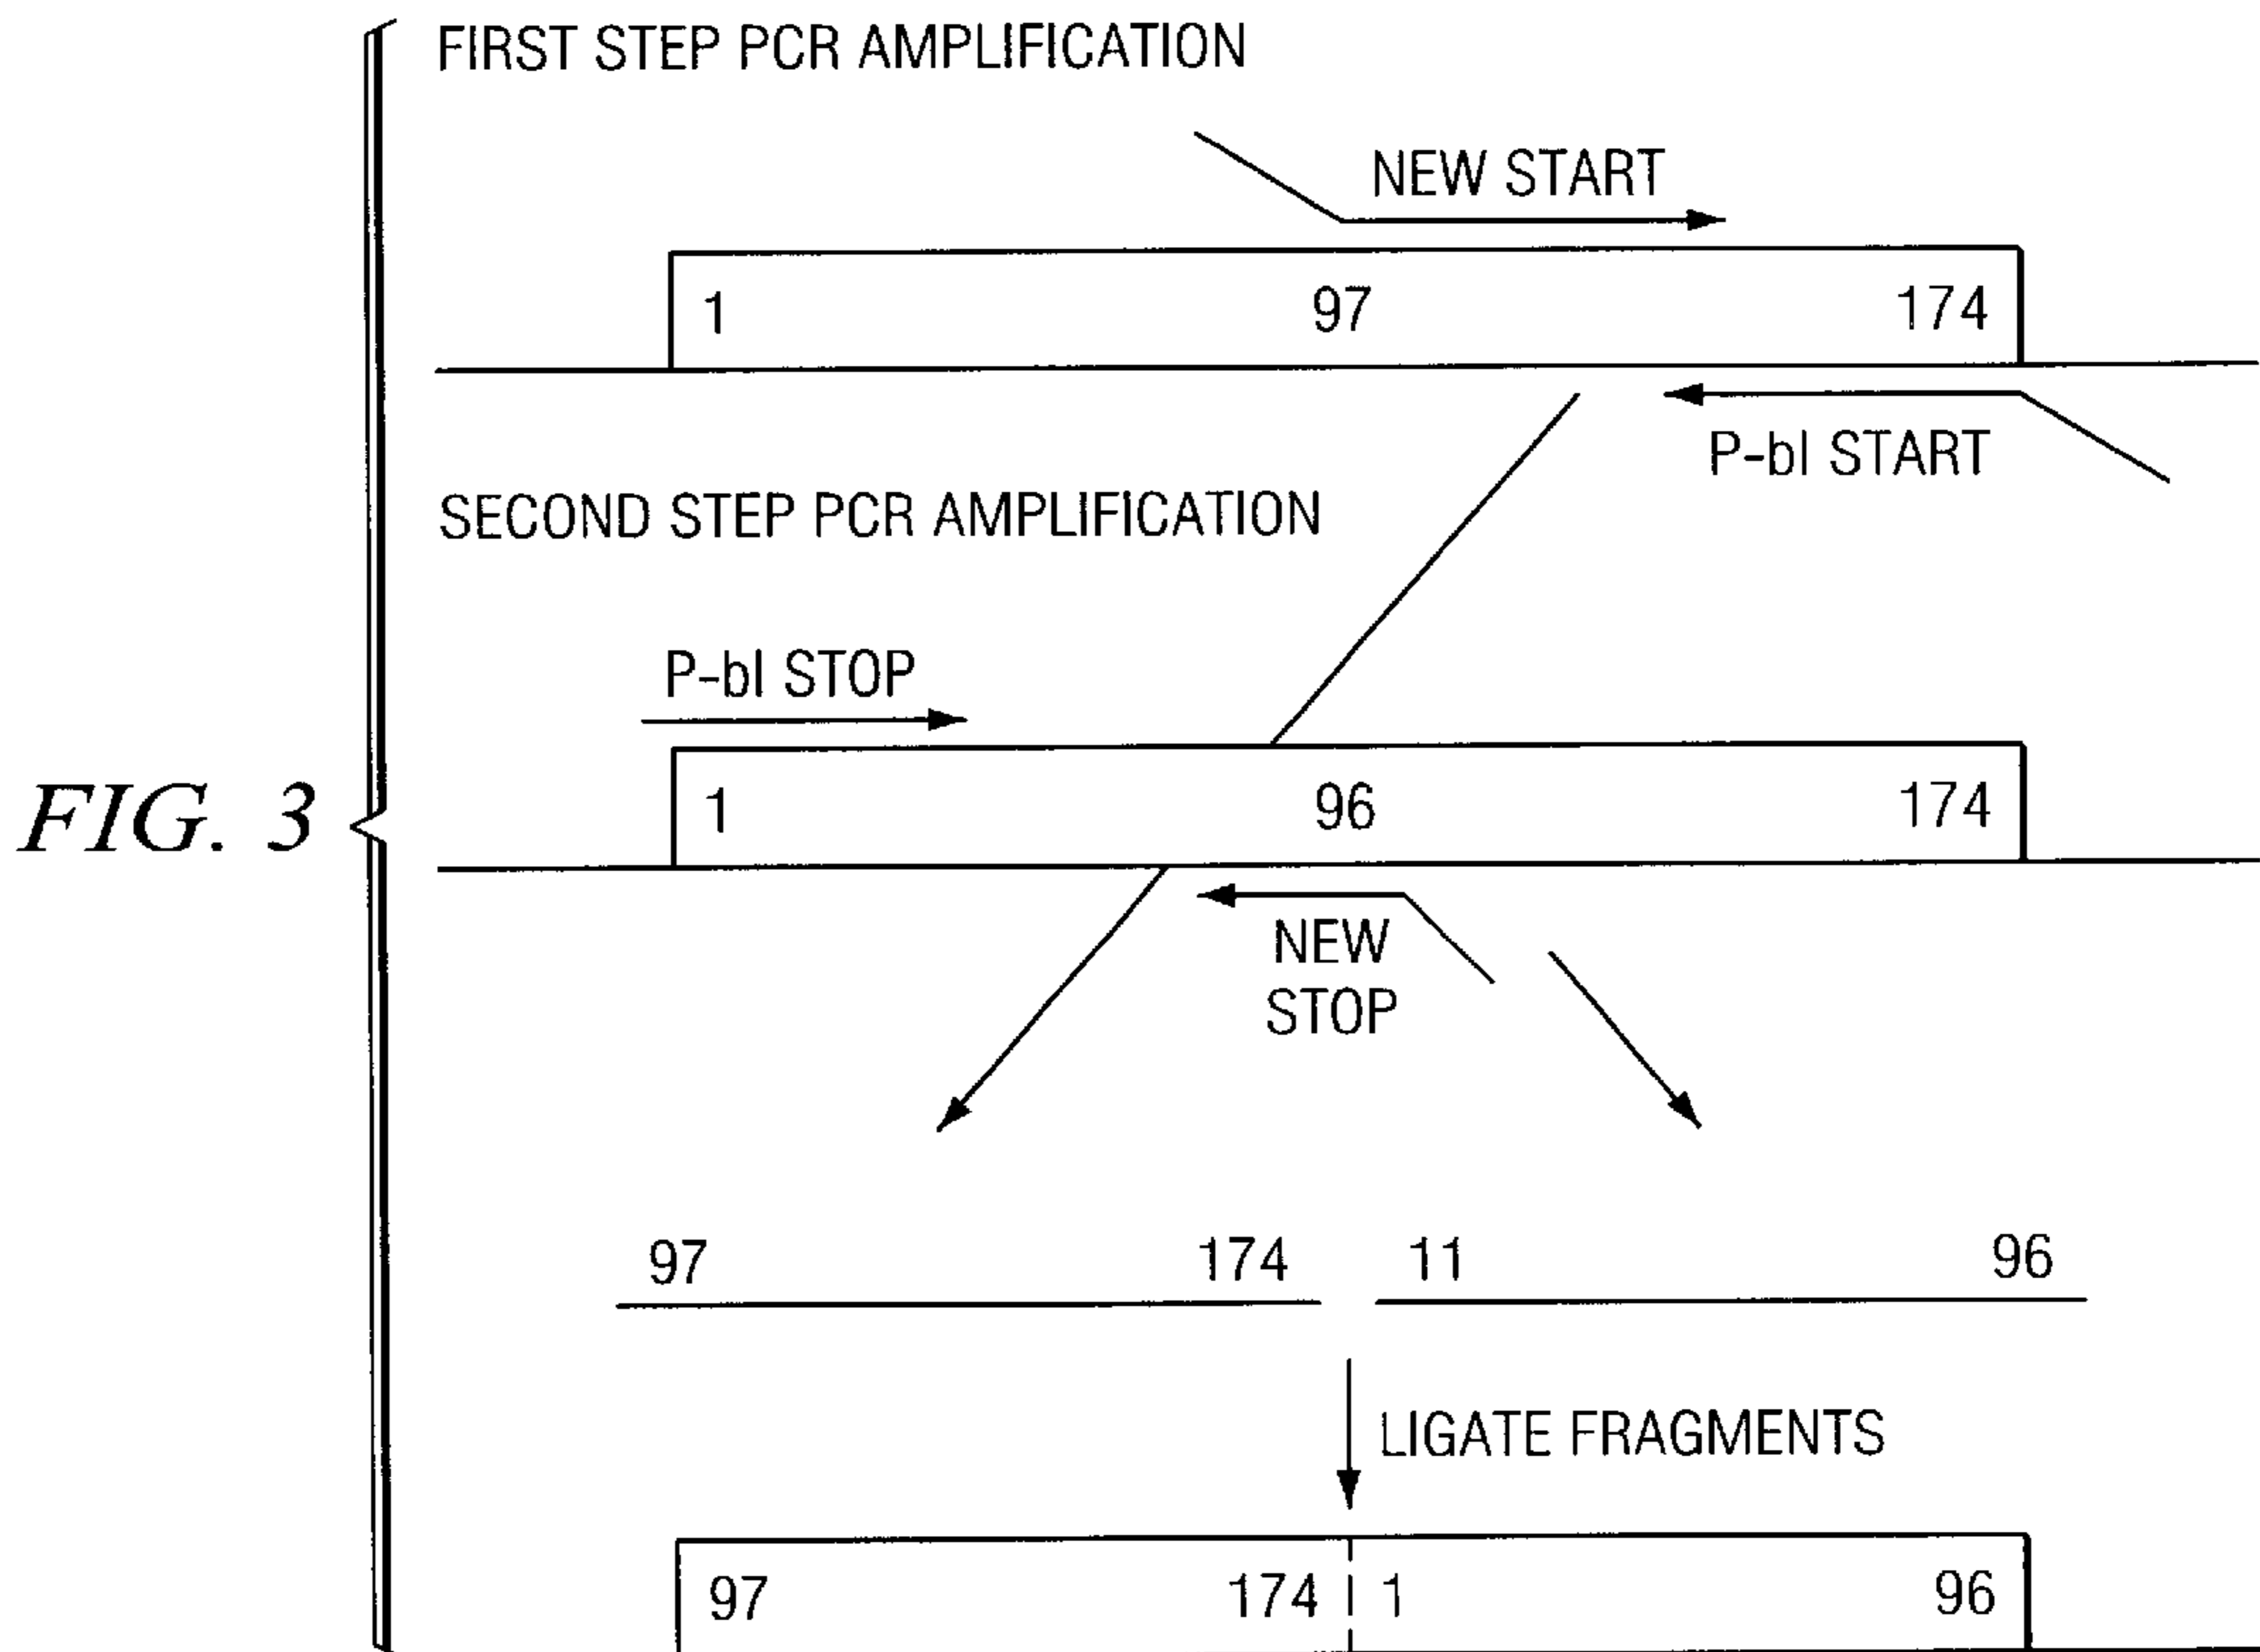 FIRST STEP PCR AMPLIFICATION
NEW START
1 97 174
P-bl START
SECOND STEP PCR AMPLIFICATION
P-bl STOP
1 96 174
FIG. 3
NEW
STOP
97 174 11 96
LIGATE FRAGMENTS
97 174 1 96